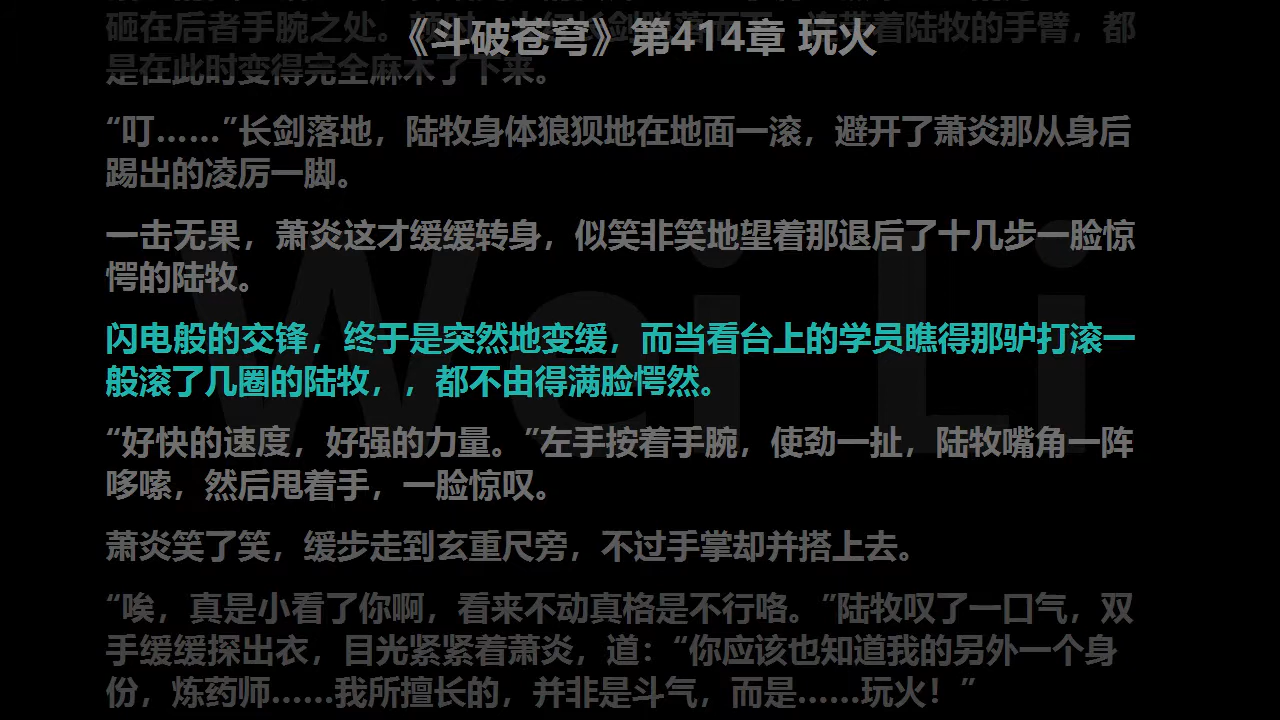 《斗破苍穹》第414章 玩火
砸在后者手腕之处。
着陆牧的手臂，都
是在此时变得完全麻木了下来。
“叮……”长剑落地，陆牧身体狼狈地在地面一滚，避开了萧炎那从身后
踢出的凌厉一脚。
一击无果，萧炎这才缓缓转身，似笑非笑地望着那退后了十几步一脸惊
愕的陆牧。
闪电般的交锋，终于是突然地变缓，而当看台上的学员瞧得那驴打滚一
般滚了几圈的陆牧，，都不由得满脸愕然。
“好快的速度，好强的力量。”左手按着手腕，使劲一扯，陆牧嘴角一阵
哆嗦，然后甩着手，一脸惊叹。
萧炎笑了笑，缓步走到玄重尺旁，不过手掌却并搭上去。
“唉，真是小看了你啊，看来不动真格是不行咯。”陆牧叹了一口气，双
手缓缓探出衣，目光紧紧着萧炎，道：“你应该也知道我的另外一个身
份，炼药师……我所擅长的，并非是斗气，而是……玩火！”
Wei Li